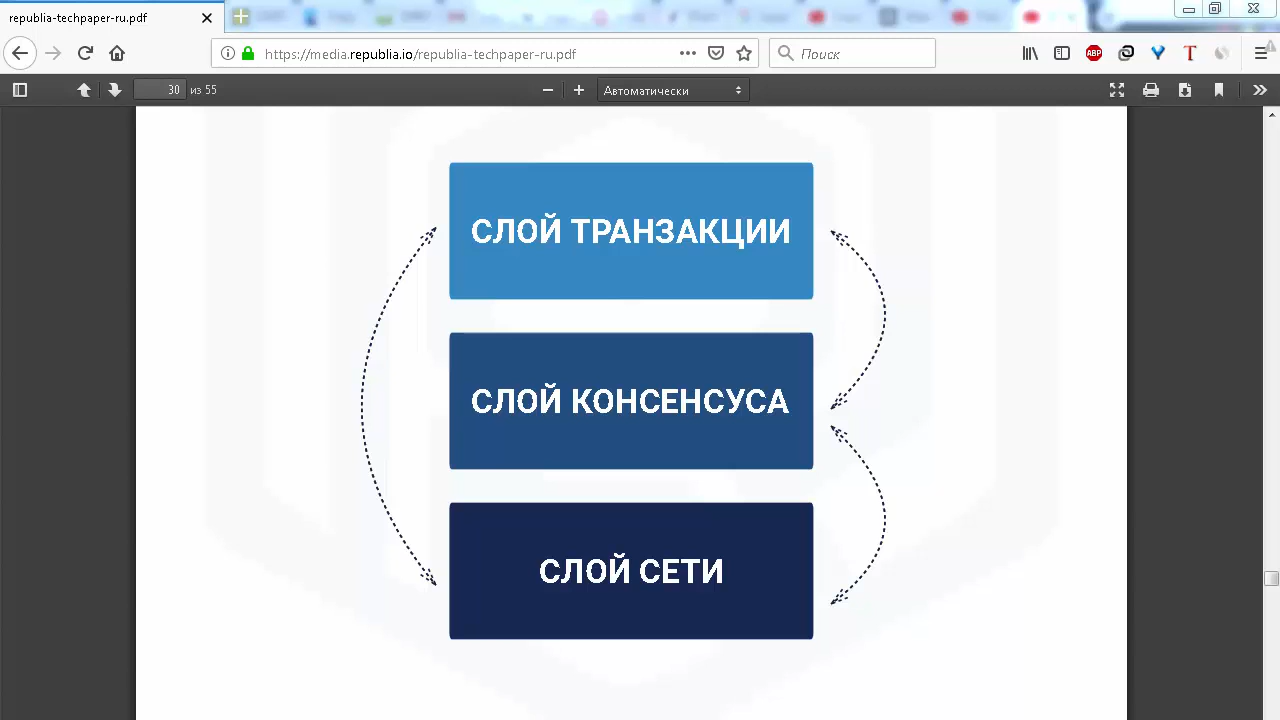 republia-techpaper-ru.pdf
https://media.republia.io/republia-techpaper-ru.pdf
Поиск
ABP
T
30 из 55
Автоматически
СЛОЙ ТРАНЗАКЦИИ
СЛОЙ КОНСЕНСУСА
СЛОЙ СЕТИ